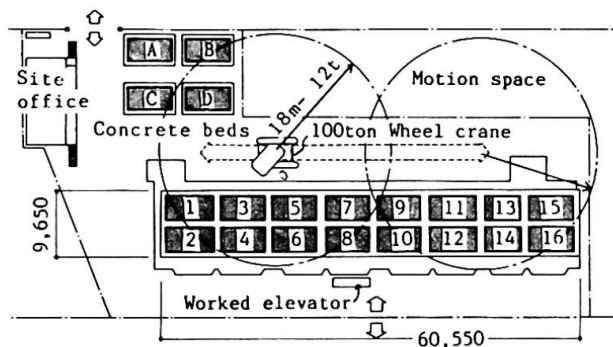 A B
C D
Site
office
Concrete beds
18m- 12t
Motion space
100ton Wheel crane
9,650
1 3 5 7 9 11 13 15
2 4 6 8 10 12 14 16
Worked elevator
60,550